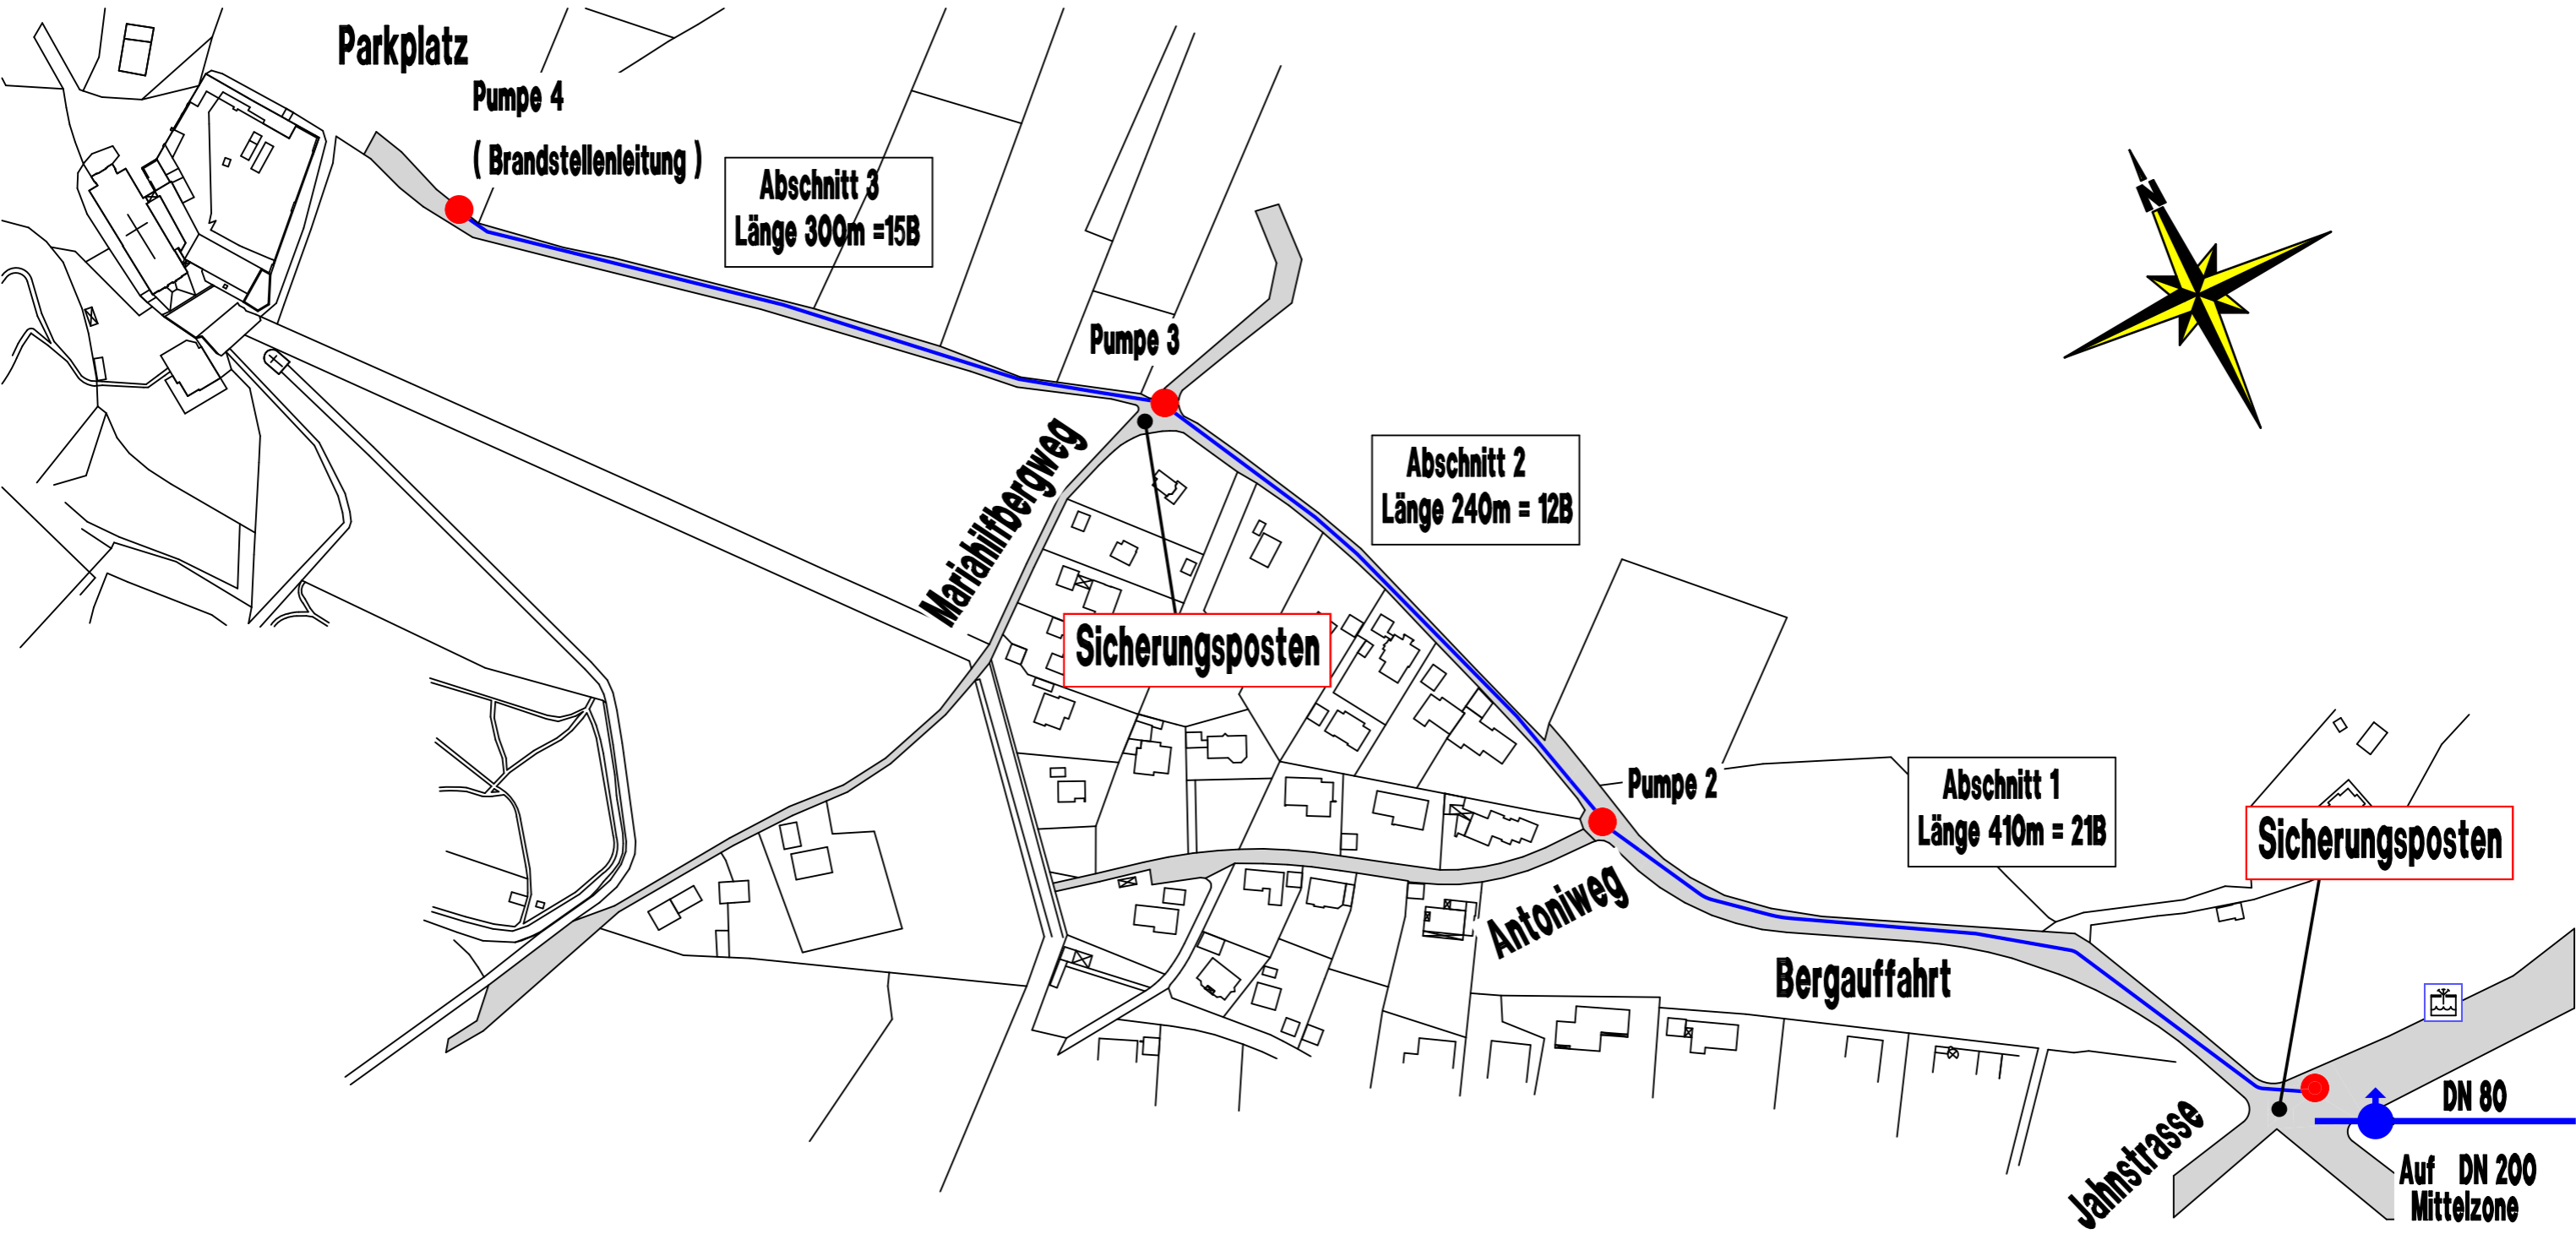 Parkplatz
Pumpe 4
( Brandstellenleitung )
Abschnitt 3
Länge 300m =15B
N
Pumpe 3
Mariahilfbergweg
Abschnitt 2
Länge 240m = 12B
Sicherungsposten
Pumpe 2
Abschnitt 1
Länge 410m = 21B
Sicherungsposten
Antoniweg
Bergauffahrt
Jahnstrasse
DN 80
Auf DN 200
Mittelzone